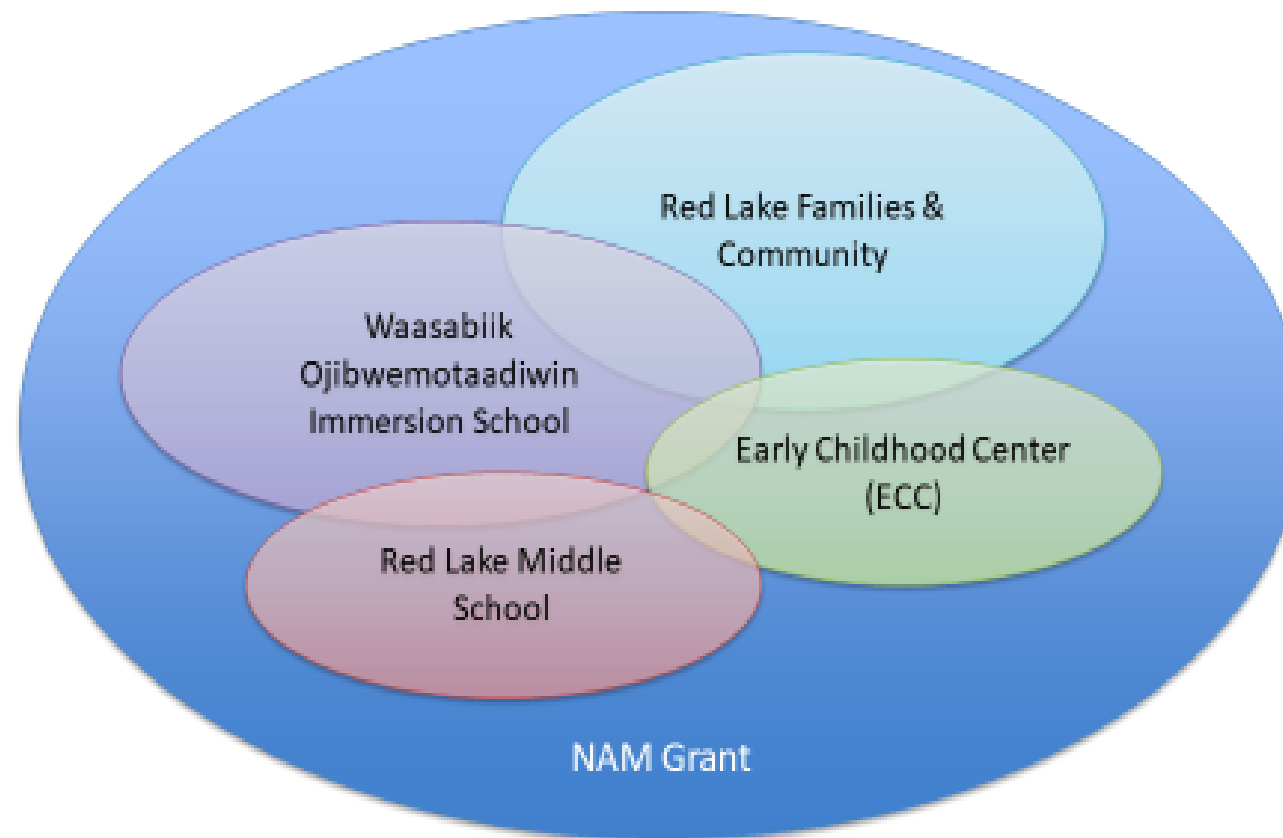 Red Lake Families &
Community
Waasabiik
Ojibwemotaadiwin
Immersion School
Early Childhood Center
(ECC)
Red Lake Middle
School
NAM Grant